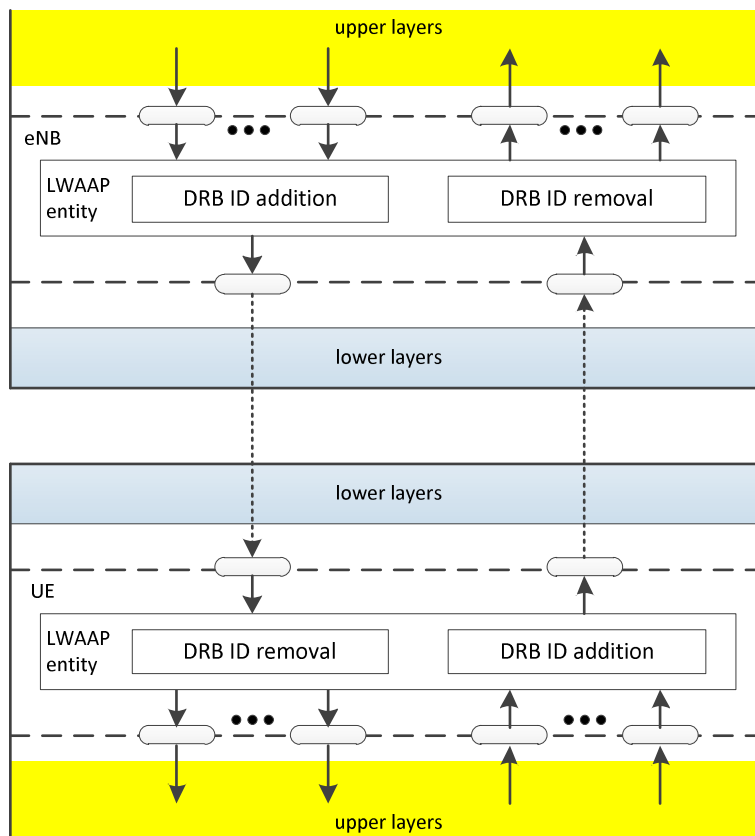 upper layers
eNB
LWAAP
entity
DRB ID addition
DRB ID removal
lower layers
lower layers
UE
LWAAP
entity
DRB ID removal
DRB ID addition
upper layers